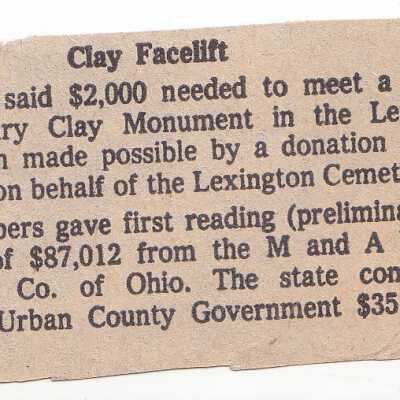 Clay Facelift
said $2,000 needed to meet a
ry Clay Monument in the Le
made possible by a donation
on behalf of the Lexington Cemet
bers gave first reading (prelimina
of $87,012 from the M and A
Co. of Ohio. The state con
Urban County Government $35